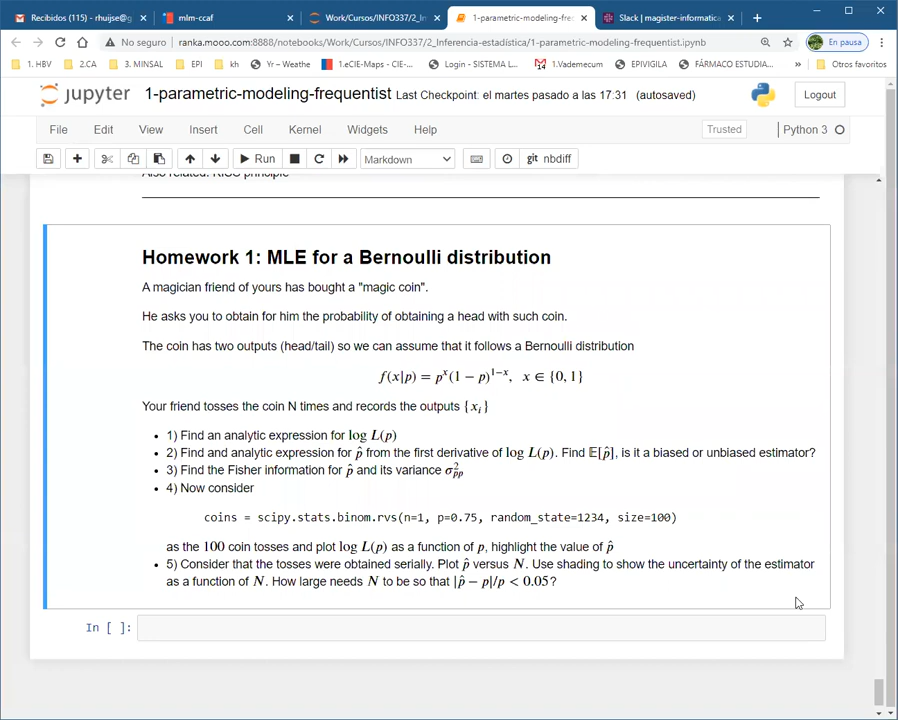 Recibidos (115) - rhuijse@g
mlm-ccaf
Work/Cursos/INFO337/2_In
1-parametric-modeling-fre
Slack | magister-informatica
No seguro
ranka.mooo.com:8888/notebooks/Work/Cursos/INFO337/2_Inferencia-estadística/1-parametric-modeling-frequentist.ipynb
En pausa
1. HBV
2.CA
3. MINSAL
EPI
kh
Yr – Weathe
1.eCIE-Maps - CIE-...
Login - SISTEMA L...
1.Vademecum
EPIVIGILA
FÁRMACO ESTUDIA...
»
Otros favoritos
jupyter 1-parametric-modeling-frequentist Last Checkpoint: el martes pasado a las 17:31 (autosaved)
Logout
File Edit View Insert Cell Kernel Widgets Help
Trusted
Python 3
Run
Markdown
git nbdiff
Homework 1: MLE for a Bernoulli distribution
A magician friend of yours has bought a "magic coin".
He asks you to obtain for him the probability of obtaining a head with such coin.
The coin has two outputs (head/tail) so we can assume that it follows a Bernoulli distribution
f(x|p) = pˣ(1 − p)¹⁻ˣ, x ∈ {0, 1}
Your friend tosses the coin N times and records the outputs {xᵢ}
• 1) Find an analytic expression for log L(p)
• 2) Find and analytic expression for p̂ from the first derivative of log L(p). Find 𝔼[p̂], is it a biased or unbiased estimator?
• 3) Find the Fisher information for p̂ and its variance σ²ₚₚ
• 4) Now consider
coins = scipy.stats.binom.rvs(n=1, p=0.75, random_state=1234, size=100)
as the 100 coin tosses and plot log L(p) as a function of p, highlight the value of p̂
• 5) Consider that the tosses were obtained serially. Plot p̂ versus N. Use shading to show the uncertainty of the estimator
as a function of N. How large needs N to be so that |p̂ − p|/p < 0.05?
In [ ]: